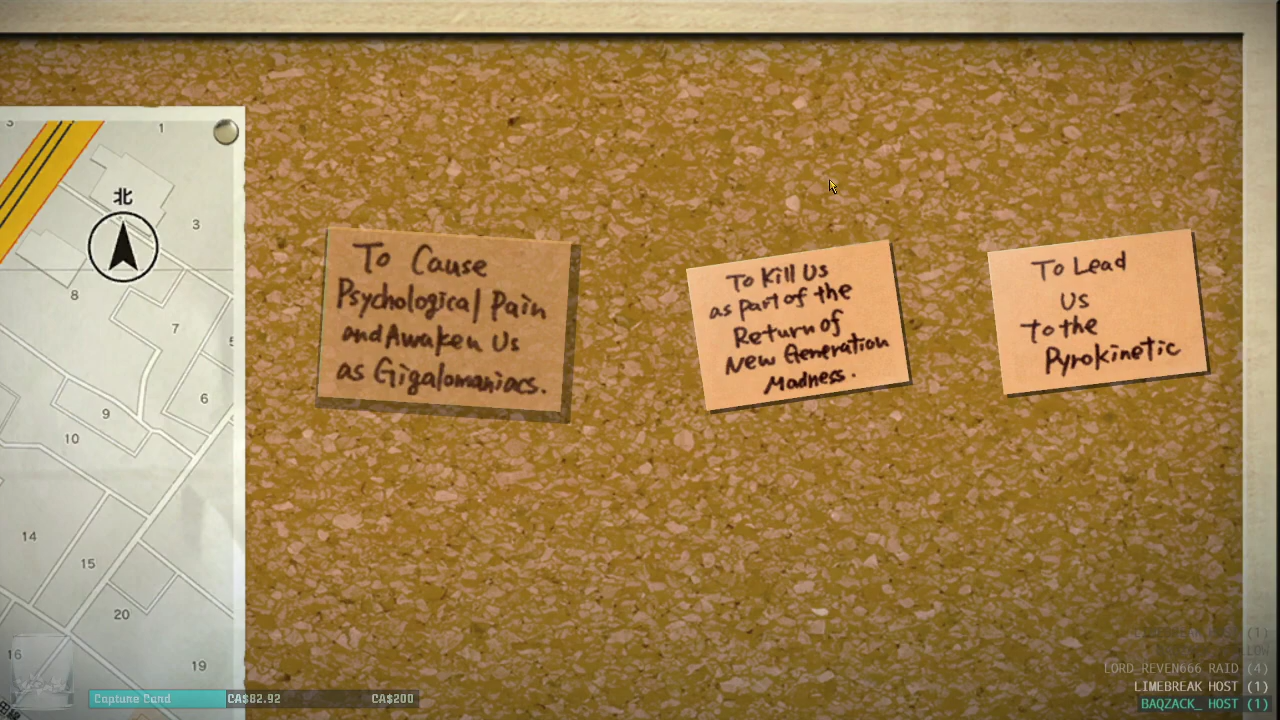 3
1
北
3
8
7
5
6
9
10
14
15
20
16
19
To Cause
Psychological Pain
and Awaken Us
as Gigalomaniacs.
To Kill Us
as part of the
Return of
New Generation
Madness.
To Lead
Us
To the
Pyrokinetic
LORD_REVEN666 RAID (4)
LIMEBREAK HOST (1)
BAQZACK_ HOST (1)
Capture Card CA$82.92 CA$200